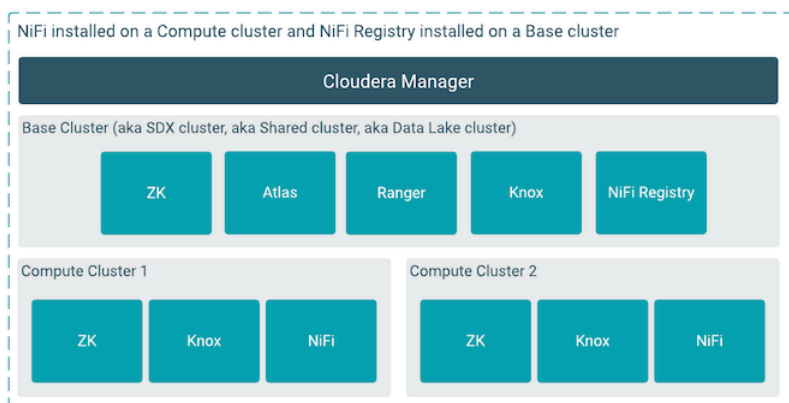 NiFi installed on a Compute cluster and NiFi Registry installed on a Base cluster
Cloudera Manager
Base Cluster (aka SDX cluster, aka Shared cluster, aka Data Lake cluster)
ZK
Atlas
Ranger
Knox
NiFi Registry
Compute Cluster 1
ZK
Knox
NiFi
Compute Cluster 2
ZK
Knox
NiFi